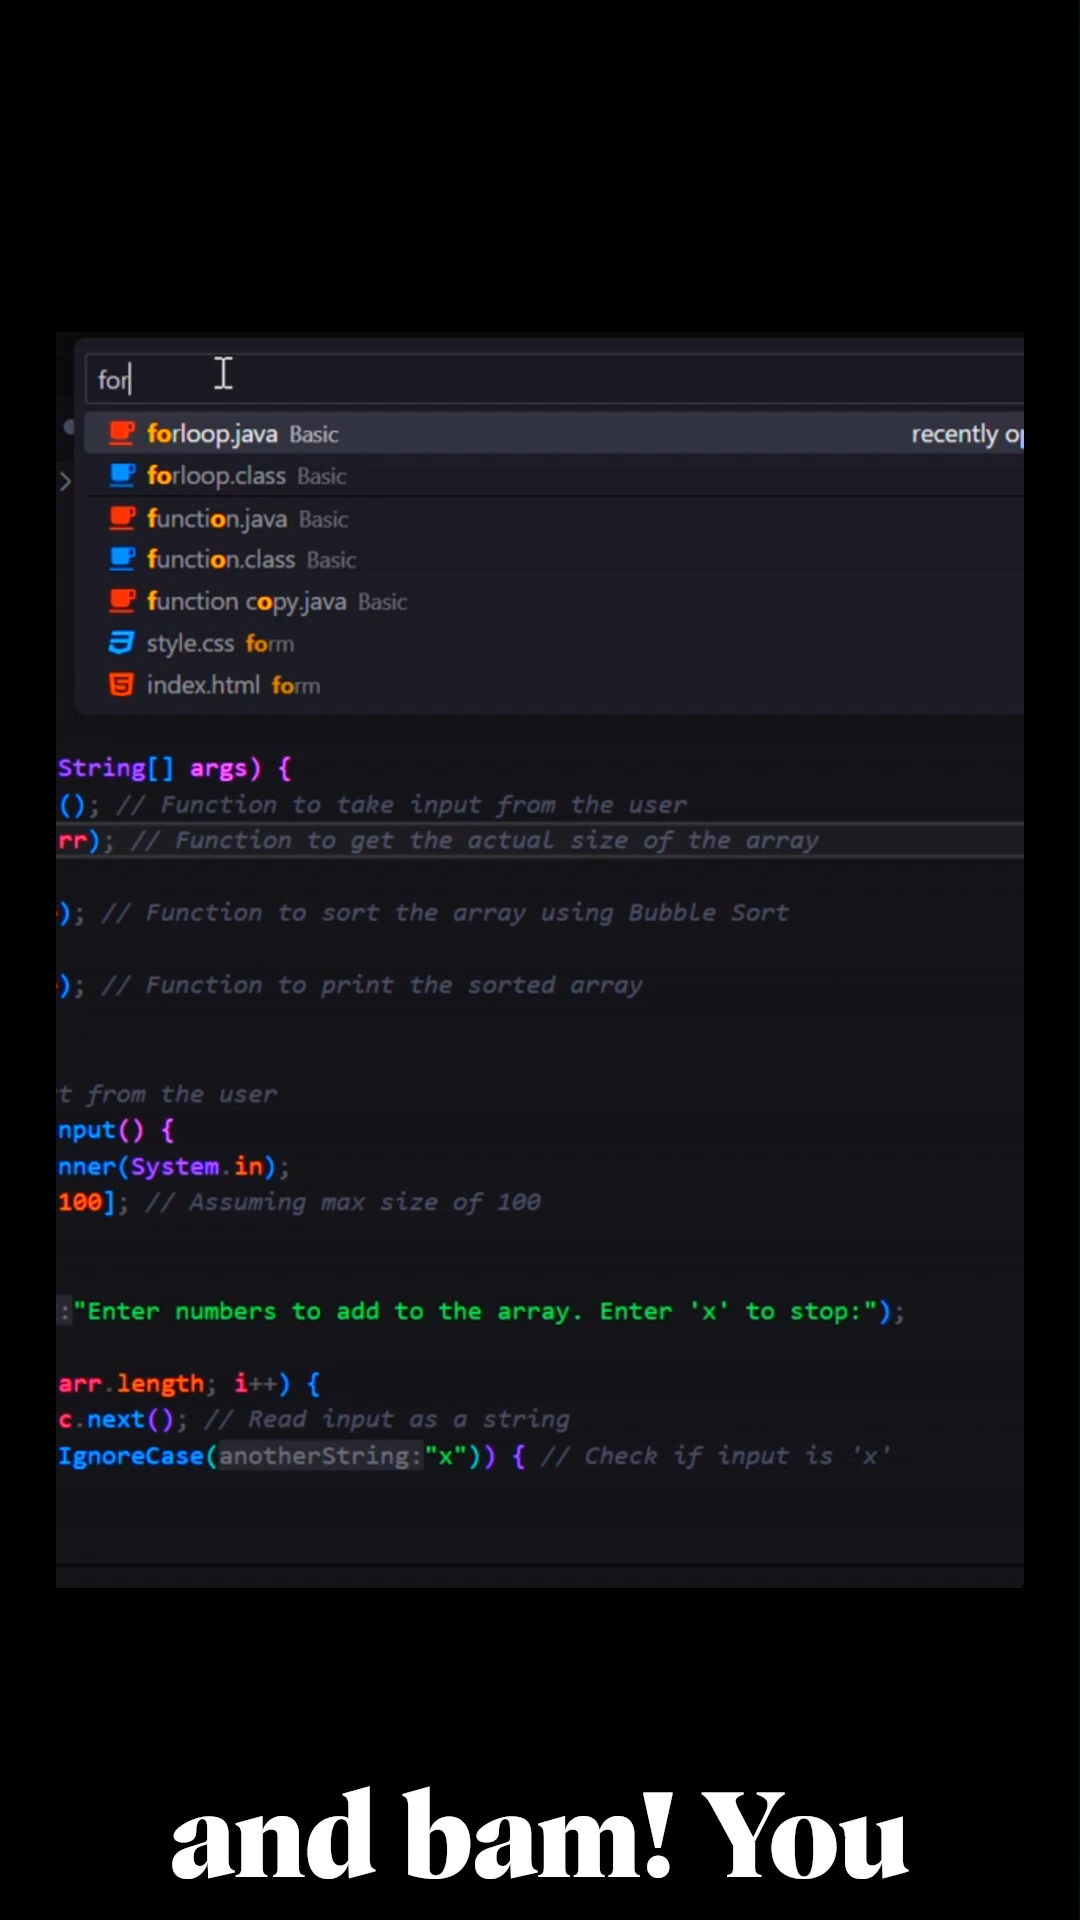 for
forloop.java Basic recently op
forloop.class Basic
function.java Basic
function.class Basic
function copy.java Basic
style.css form
index.html form
String[] args) {
(); // Function to take input from the user
rr); // Function to get the actual size of the array
); // Function to sort the array using Bubble Sort
); // Function to print the sorted array
t from the user
nput() {
nner(System.in);
100]; // Assuming max size of 100
:"Enter numbers to add to the array. Enter 'x' to stop:");
arr.length; i++) {
c.next(); // Read input as a string
IgnoreCase(anotherString:"x")) { // Check if input is 'x'
and bam! You